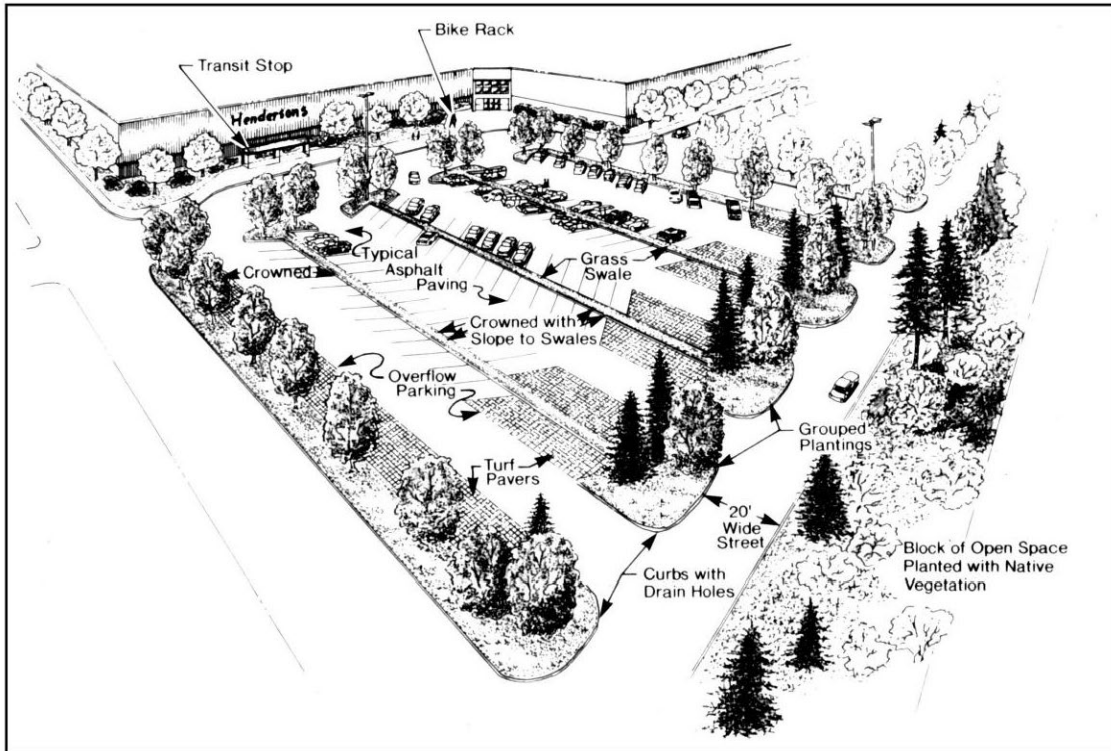 Bike Rack
Transit Stop
Henderson's
Typical
Asphalt
Paving
Grass
Swale
Crowned
Crowned with
Slope to Swales
Overflow
Parking
Grouped
Plantings
Turf
Pavers
20'
Wide
Street
Block of Open Space
Planted with Native
Vegetation
Curbs with
Drain Holes